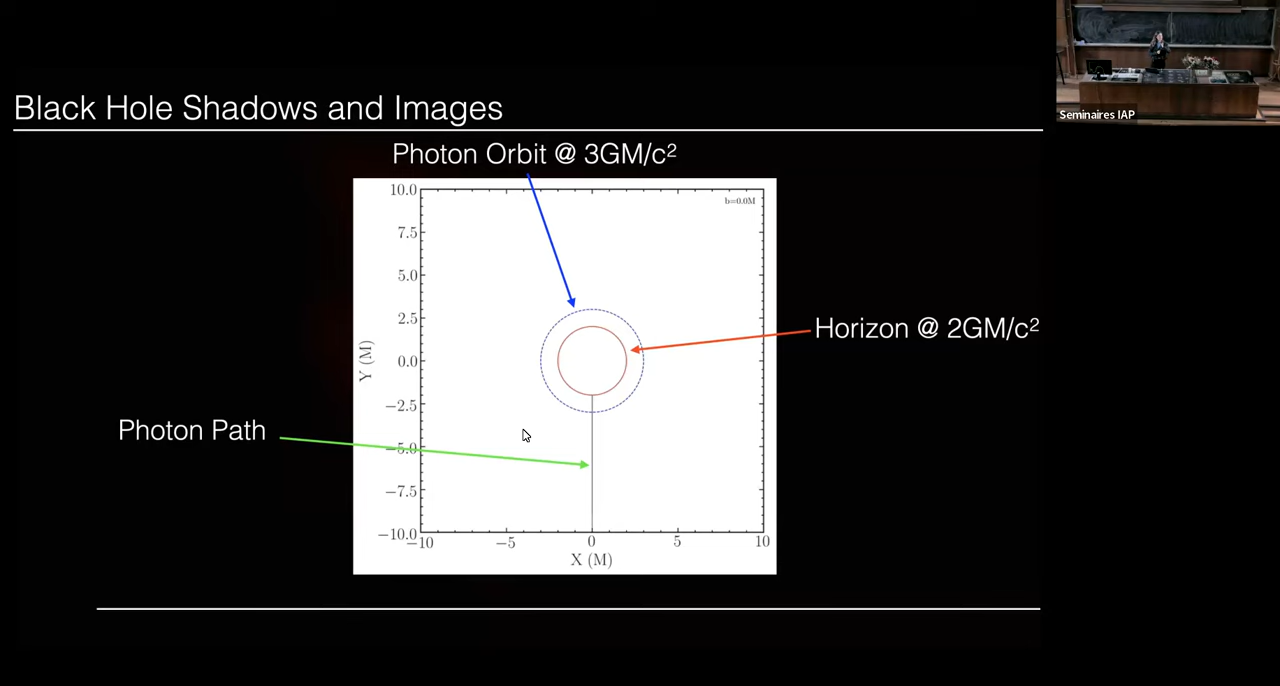 Seminaires IAP
Black Hole Shadows and Images
Photon Orbit @ 3GM/c²
b=0.0M
10.0
7.5
5.0
2.5
0.0
−2.5
−5.0
−7.5
−10.0
Y (M)
−10 −5 0 5 10
X (M)
Horizon @ 2GM/c²
Photon Path